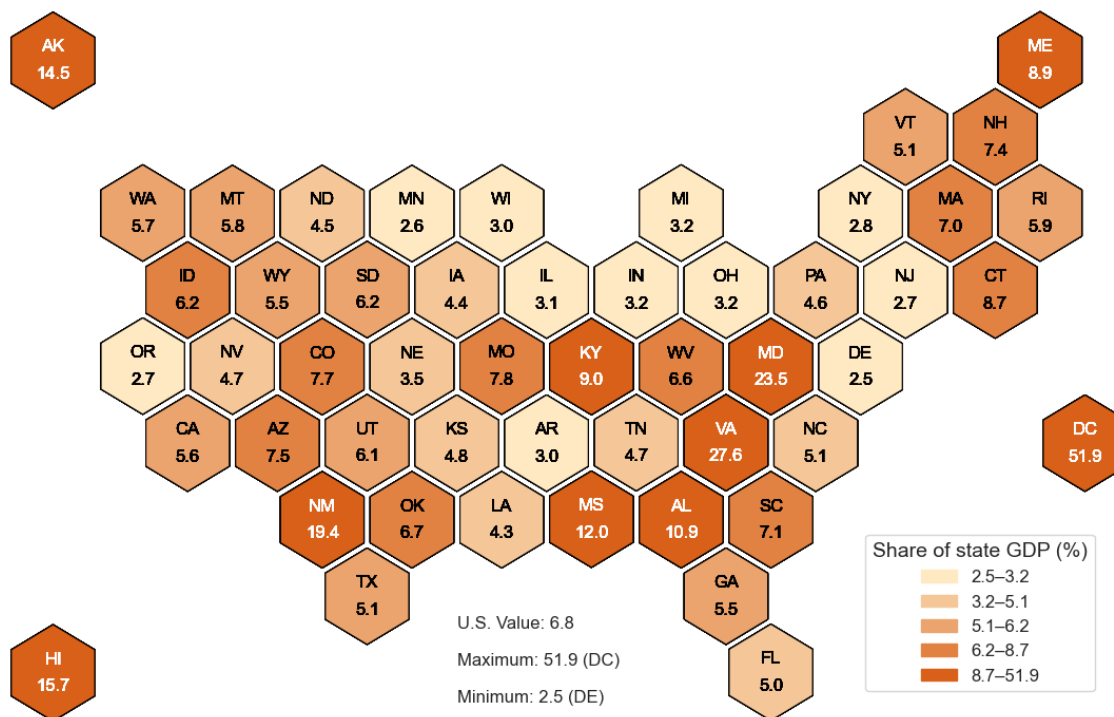 AK
14.5
ME
8.9
VT
5.1
NH
7.4
WA
5.7
MT
5.8
ND
4.5
MN
2.6
WI
3.0
MI
3.2
NY
2.8
MA
7.0
RI
5.9
ID
6.2
WY
5.5
SD
6.2
IA
4.4
IL
3.1
IN
3.2
OH
3.2
PA
4.6
NJ
2.7
CT
8.7
OR
2.7
NV
4.7
CO
7.7
NE
3.5
MO
7.8
KY
9.0
WV
6.6
MD
23.5
DE
2.5
CA
5.6
AZ
7.5
UT
6.1
KS
4.8
AR
3.0
TN
4.7
VA
27.6
NC
5.1
DC
51.9
NM
19.4
OK
6.7
LA
4.3
MS
12.0
AL
10.9
SC
7.1
TX
5.1
GA
5.5
HI
15.7
FL
5.0
U.S. Value: 6.8
Maximum: 51.9 (DC)
Minimum: 2.5 (DE)
Share of state GDP (%)
2.5–3.2
3.2–5.1
5.1–6.2
6.2–8.7
8.7–51.9